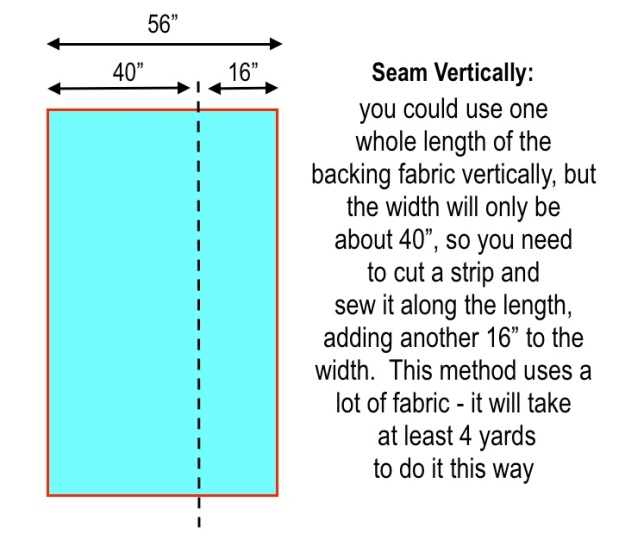 56”
40”
16”
Seam Vertically:
you could use one
whole length of the
backing fabric vertically, but
the width will only be
about 40”, so you need
to cut a strip and
sew it along the length,
adding another 16” to the
width.  This method uses a
lot of fabric - it will take
at least 4 yards
to do it this way